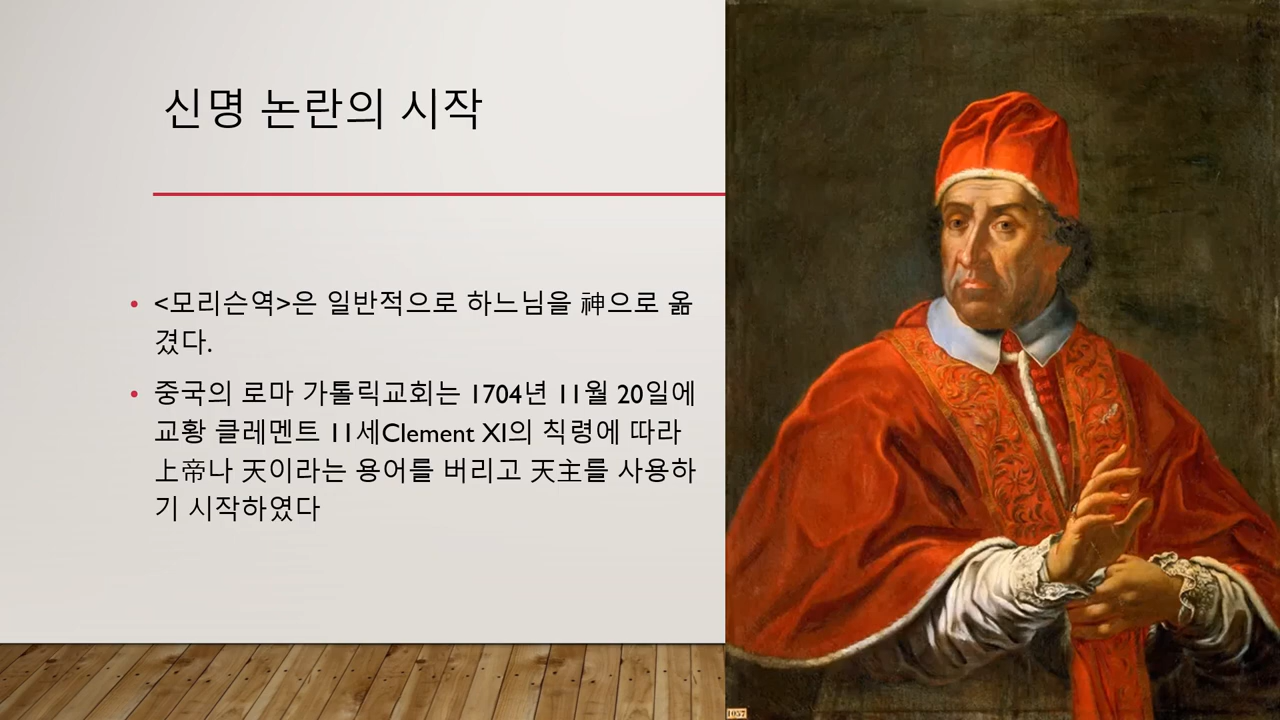 신명 논란의 시작
<모리슨역>은 일반적으로 하느님을 神으로 옮
겼다.
중국의 로마 가톨릭교회는 1704년 11월 20일에
교황 클레멘트 11세Clement XI의 칙령에 따라
上帝나 天이라는 용어를 버리고 天主를 사용하
기 시작하였다
1057